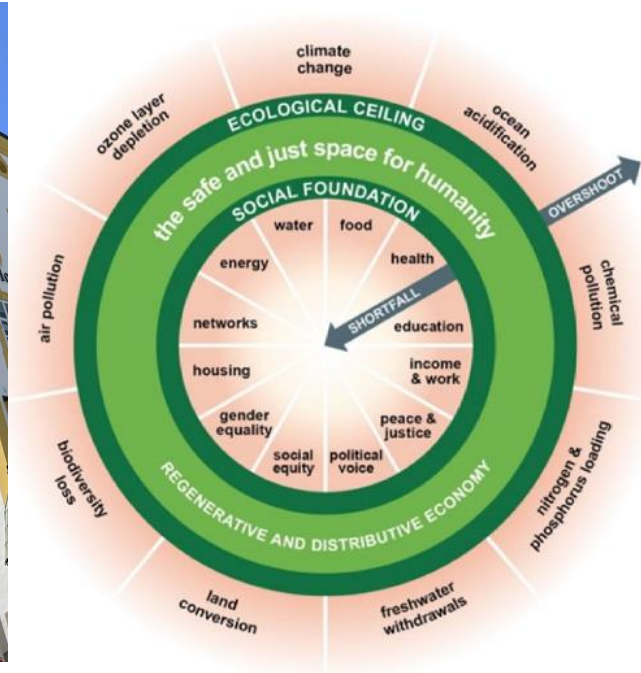 climate
change
ozone layer
depletion
ocean
acidification
ECOLOGICAL CEILING
the safe and just space for humanity
SOCIAL FOUNDATION
OVERSHOOT
water
food
energy
health
SHORTFALL
air pollution
chemical
pollution
networks
education
housing
income
& work
gender
equality
peace &
justice
social
equity
political
voice
REGENERATIVE AND DISTRIBUTIVE ECONOMY
biodiversity
loss
nitrogen &
phosphorus loading
land
conversion
freshwater
withdrawals